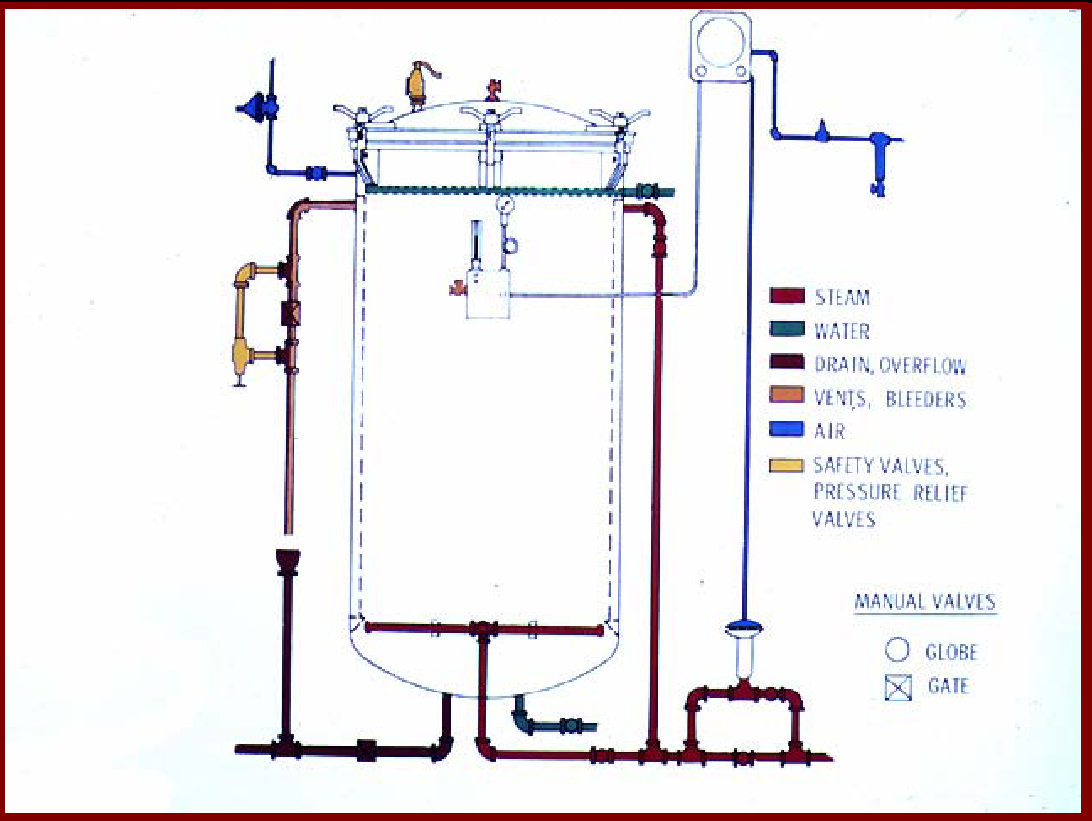 STEAM
WATER
DRAIN, OVERFLOW
VENTS, BLEEDERS
AIR
SAFETY VALVES,
PRESSURE RELIEF
VALVES
MANUAL VALVES
GLOBE
GATE